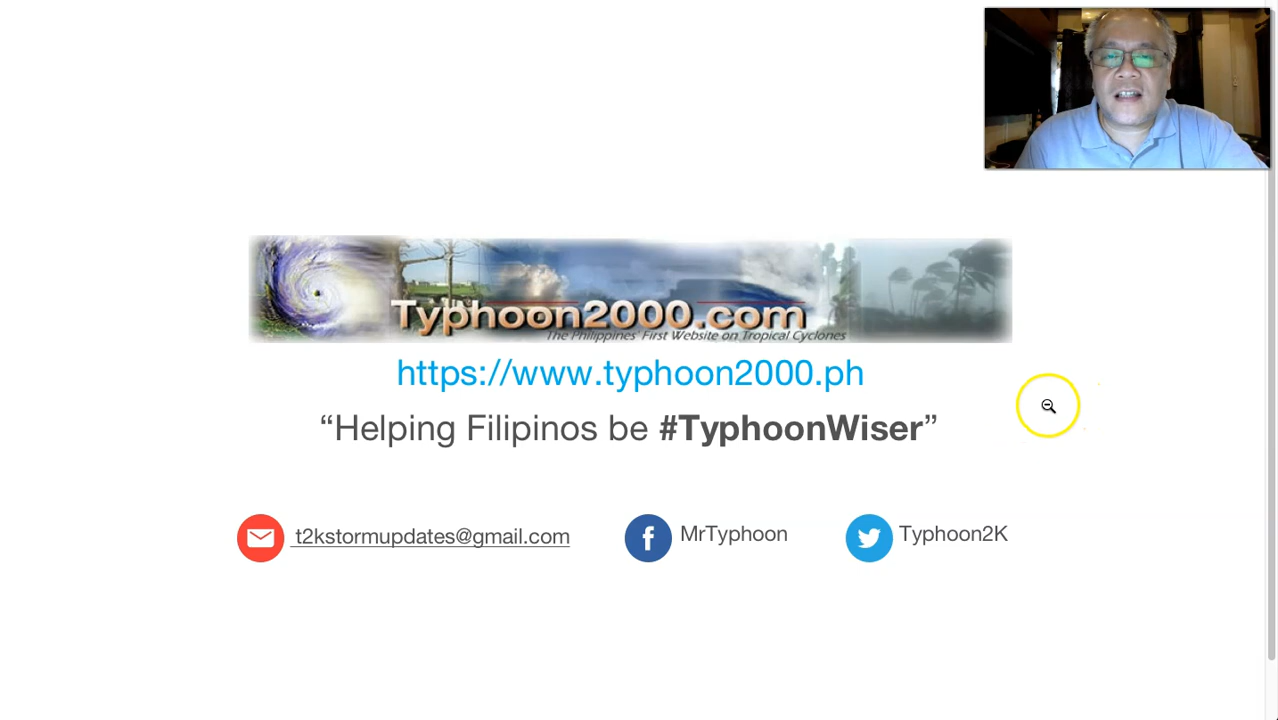 Typhoon2000.com
The Philippines' First Website on Tropical Cyclones
https://www.typhoon2000.ph
“Helping Filipinos be #TyphoonWiser”
t2kstormupdates@gmail.com
MrTyphoon
Typhoon2K